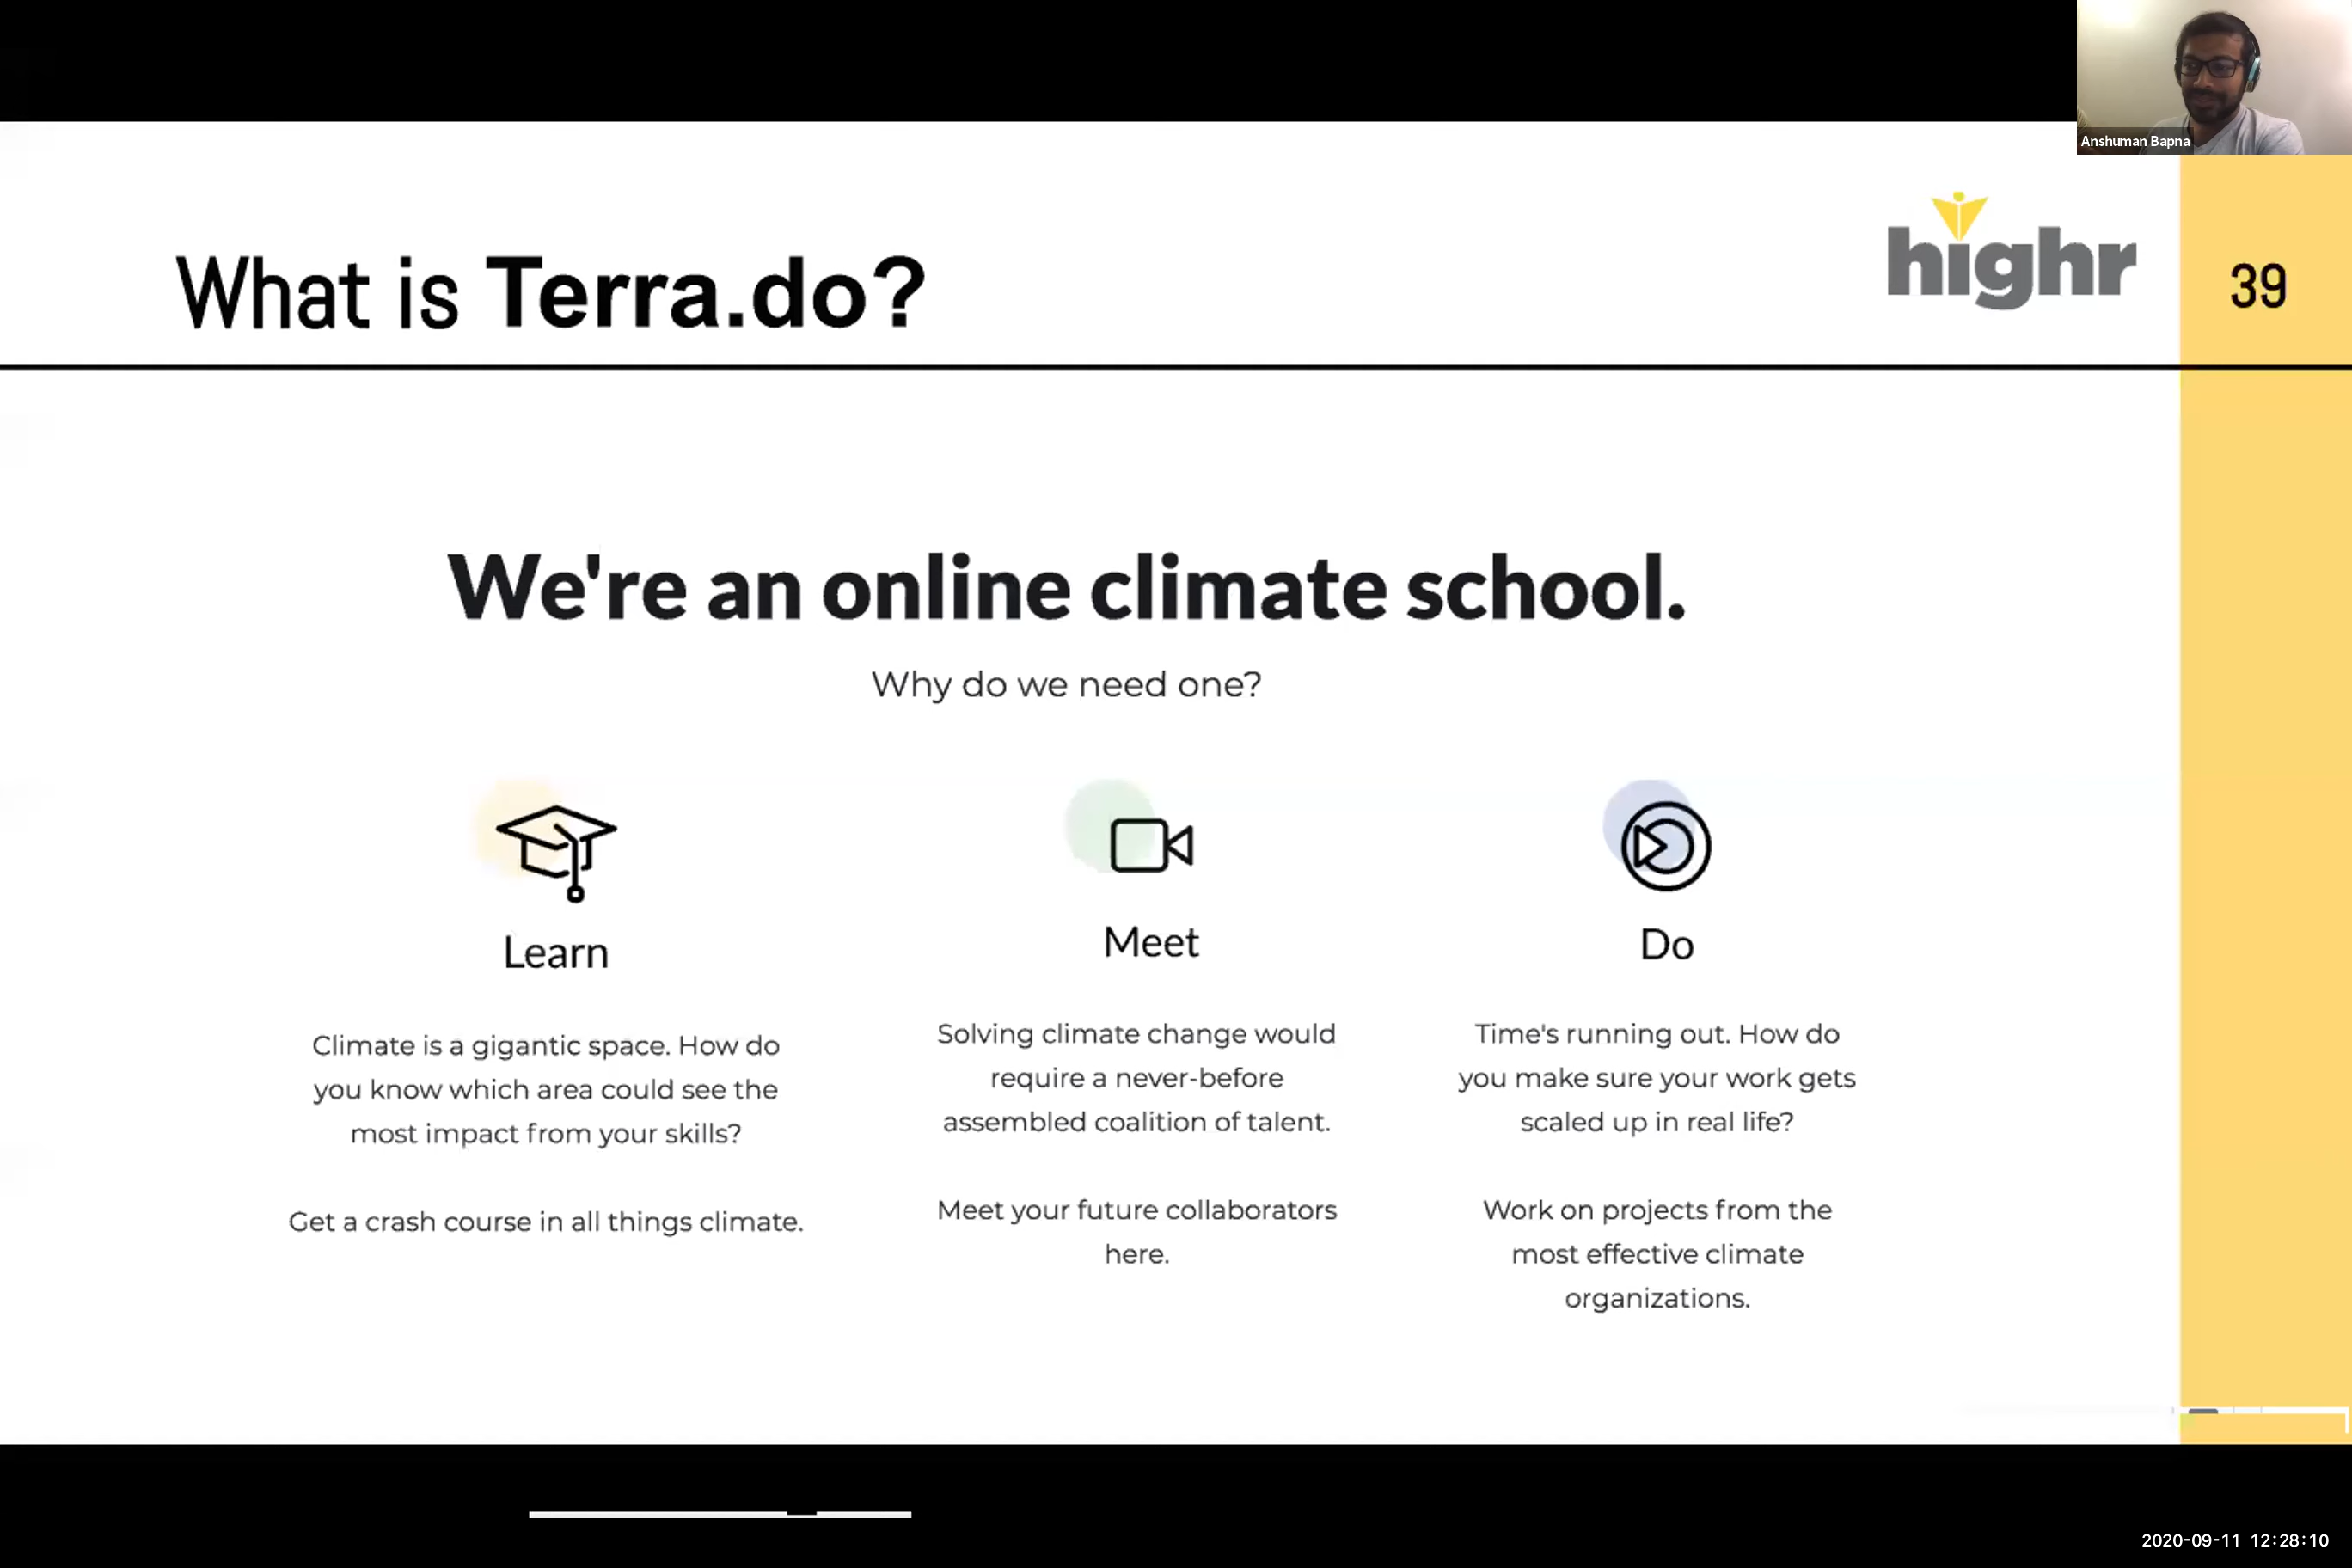 Anshuman Bapna
What is Terra.do?
highr
39
We're an online climate school.
Why do we need one?
Learn
Climate is a gigantic space. How do
you know which area could see the
most impact from your skills?
Get a crash course in all things climate.
Meet
Solving climate change would
require a never-before
assembled coalition of talent.
Meet your future collaborators
here.
Do
Time's running out. How do
you make sure your work gets
scaled up in real life?
Work on projects from the
most effective climate
organizations.
2020-09-11 12:28:10